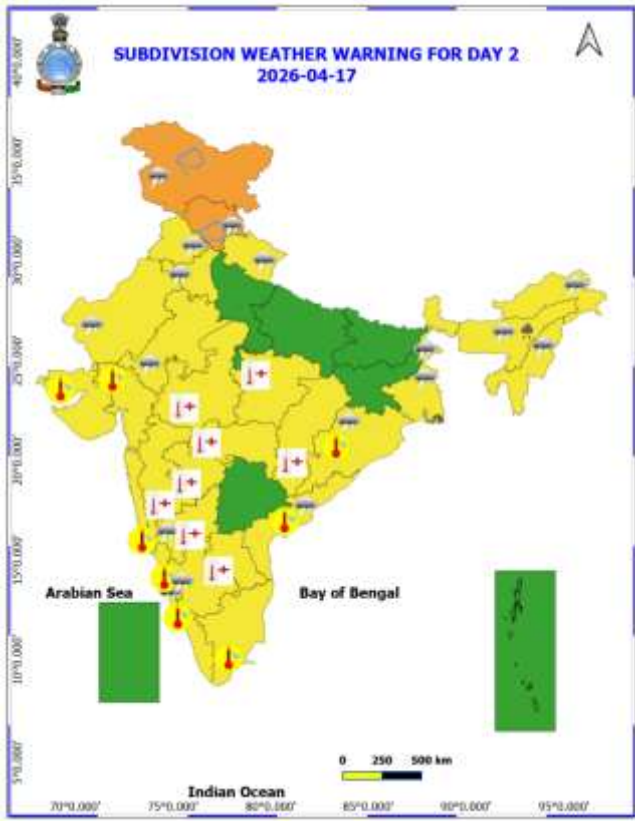 SUBDIVISION WEATHER WARNING FOR DAY 2
2026-04-17
40°0.000'
35°0.000'
30°0.000'
25°0.000'
20°0.000'
15°0.000'
10°0.000'
5°0.000'
Arabian Sea
Bay of Bengal
0 250 500 km
Indian Ocean
70°0.000' 75°0.000' 80°0.000' 85°0.000' 90°0.000' 95°0.000'